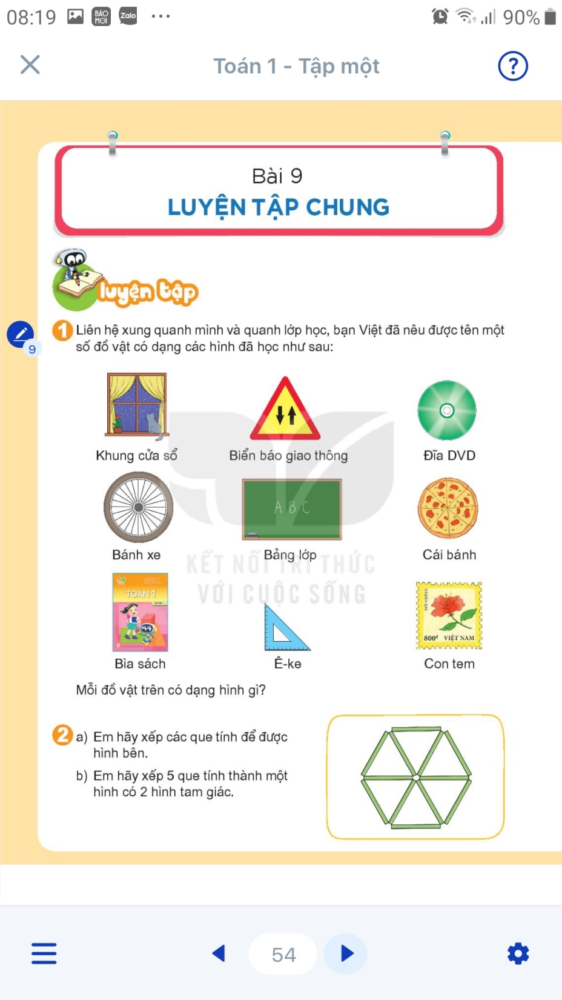 08:19
BÁO
MỚI
Zalo
90%
Toán 1 - Tập một
?
Bài 9
LUYỆN TẬP CHUNG
luyện tập
1 Liên hệ xung quanh mình và quanh lớp học, bạn Việt đã nêu được tên một
số đồ vật có dạng các hình đã học như sau:
9
Khung cửa sổ
Biển báo giao thông
Đĩa DVD
A B C
Bánh xe
Bảng lớp
Cái bánh
KẾT NỐI TRI THỨC
VỚI CUỘC SỐNG
TOÁN 1
BƯU CHÍNH
800đ VIỆT NAM
Bìa sách
Ê-ke
Con tem
Mỗi đồ vật trên có dạng hình gì?
2 a) Em hãy xếp các que tính để được
hình bên.
b) Em hãy xếp 5 que tính thành một
hình có 2 hình tam giác.
54